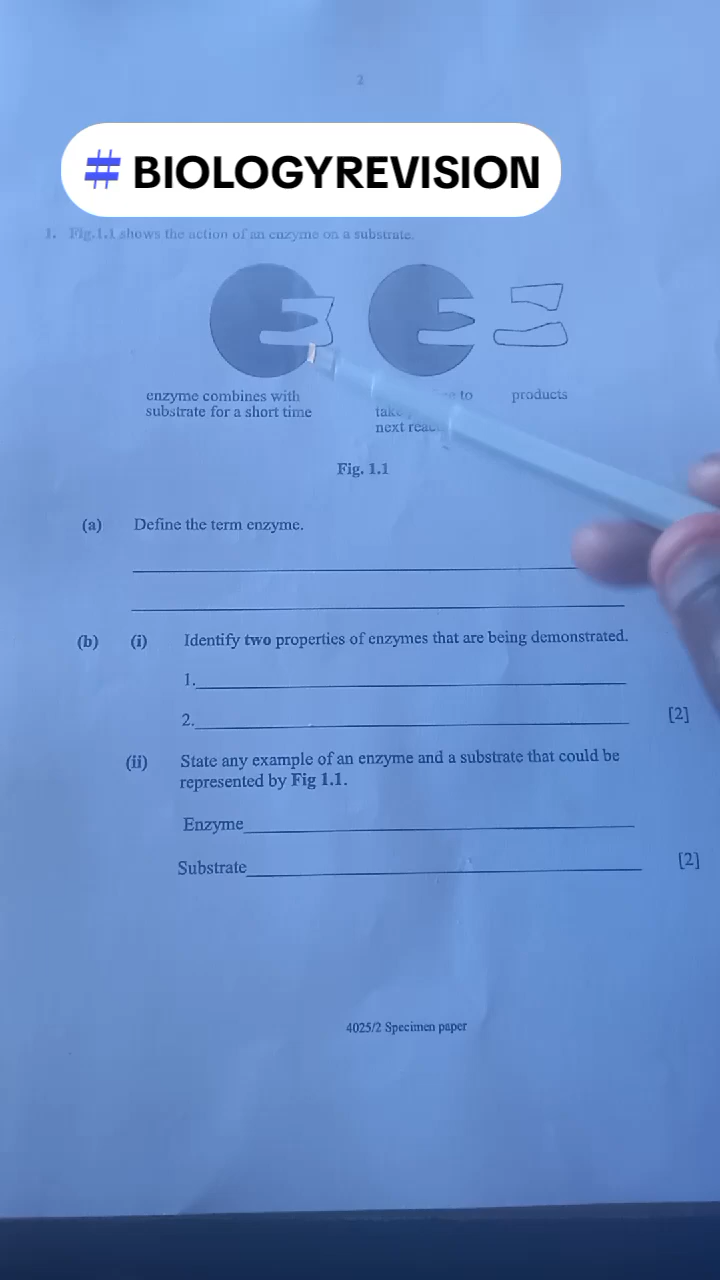 2
# BIOLOGYREVISION
1. Fig.1.1 shows the action of an enzyme on a substrate.
enzyme combines with
substrate for a short time
to
take
next
products
Fig. 1.1
(a) Define the term enzyme.
(b) (i) Identify two properties of enzymes that are being demonstrated.
1.
2. [2]
(ii) State any example of an enzyme and a substrate that could be
represented by Fig 1.1.
Enzyme
Substrate [2]
4025/2 Specimen paper